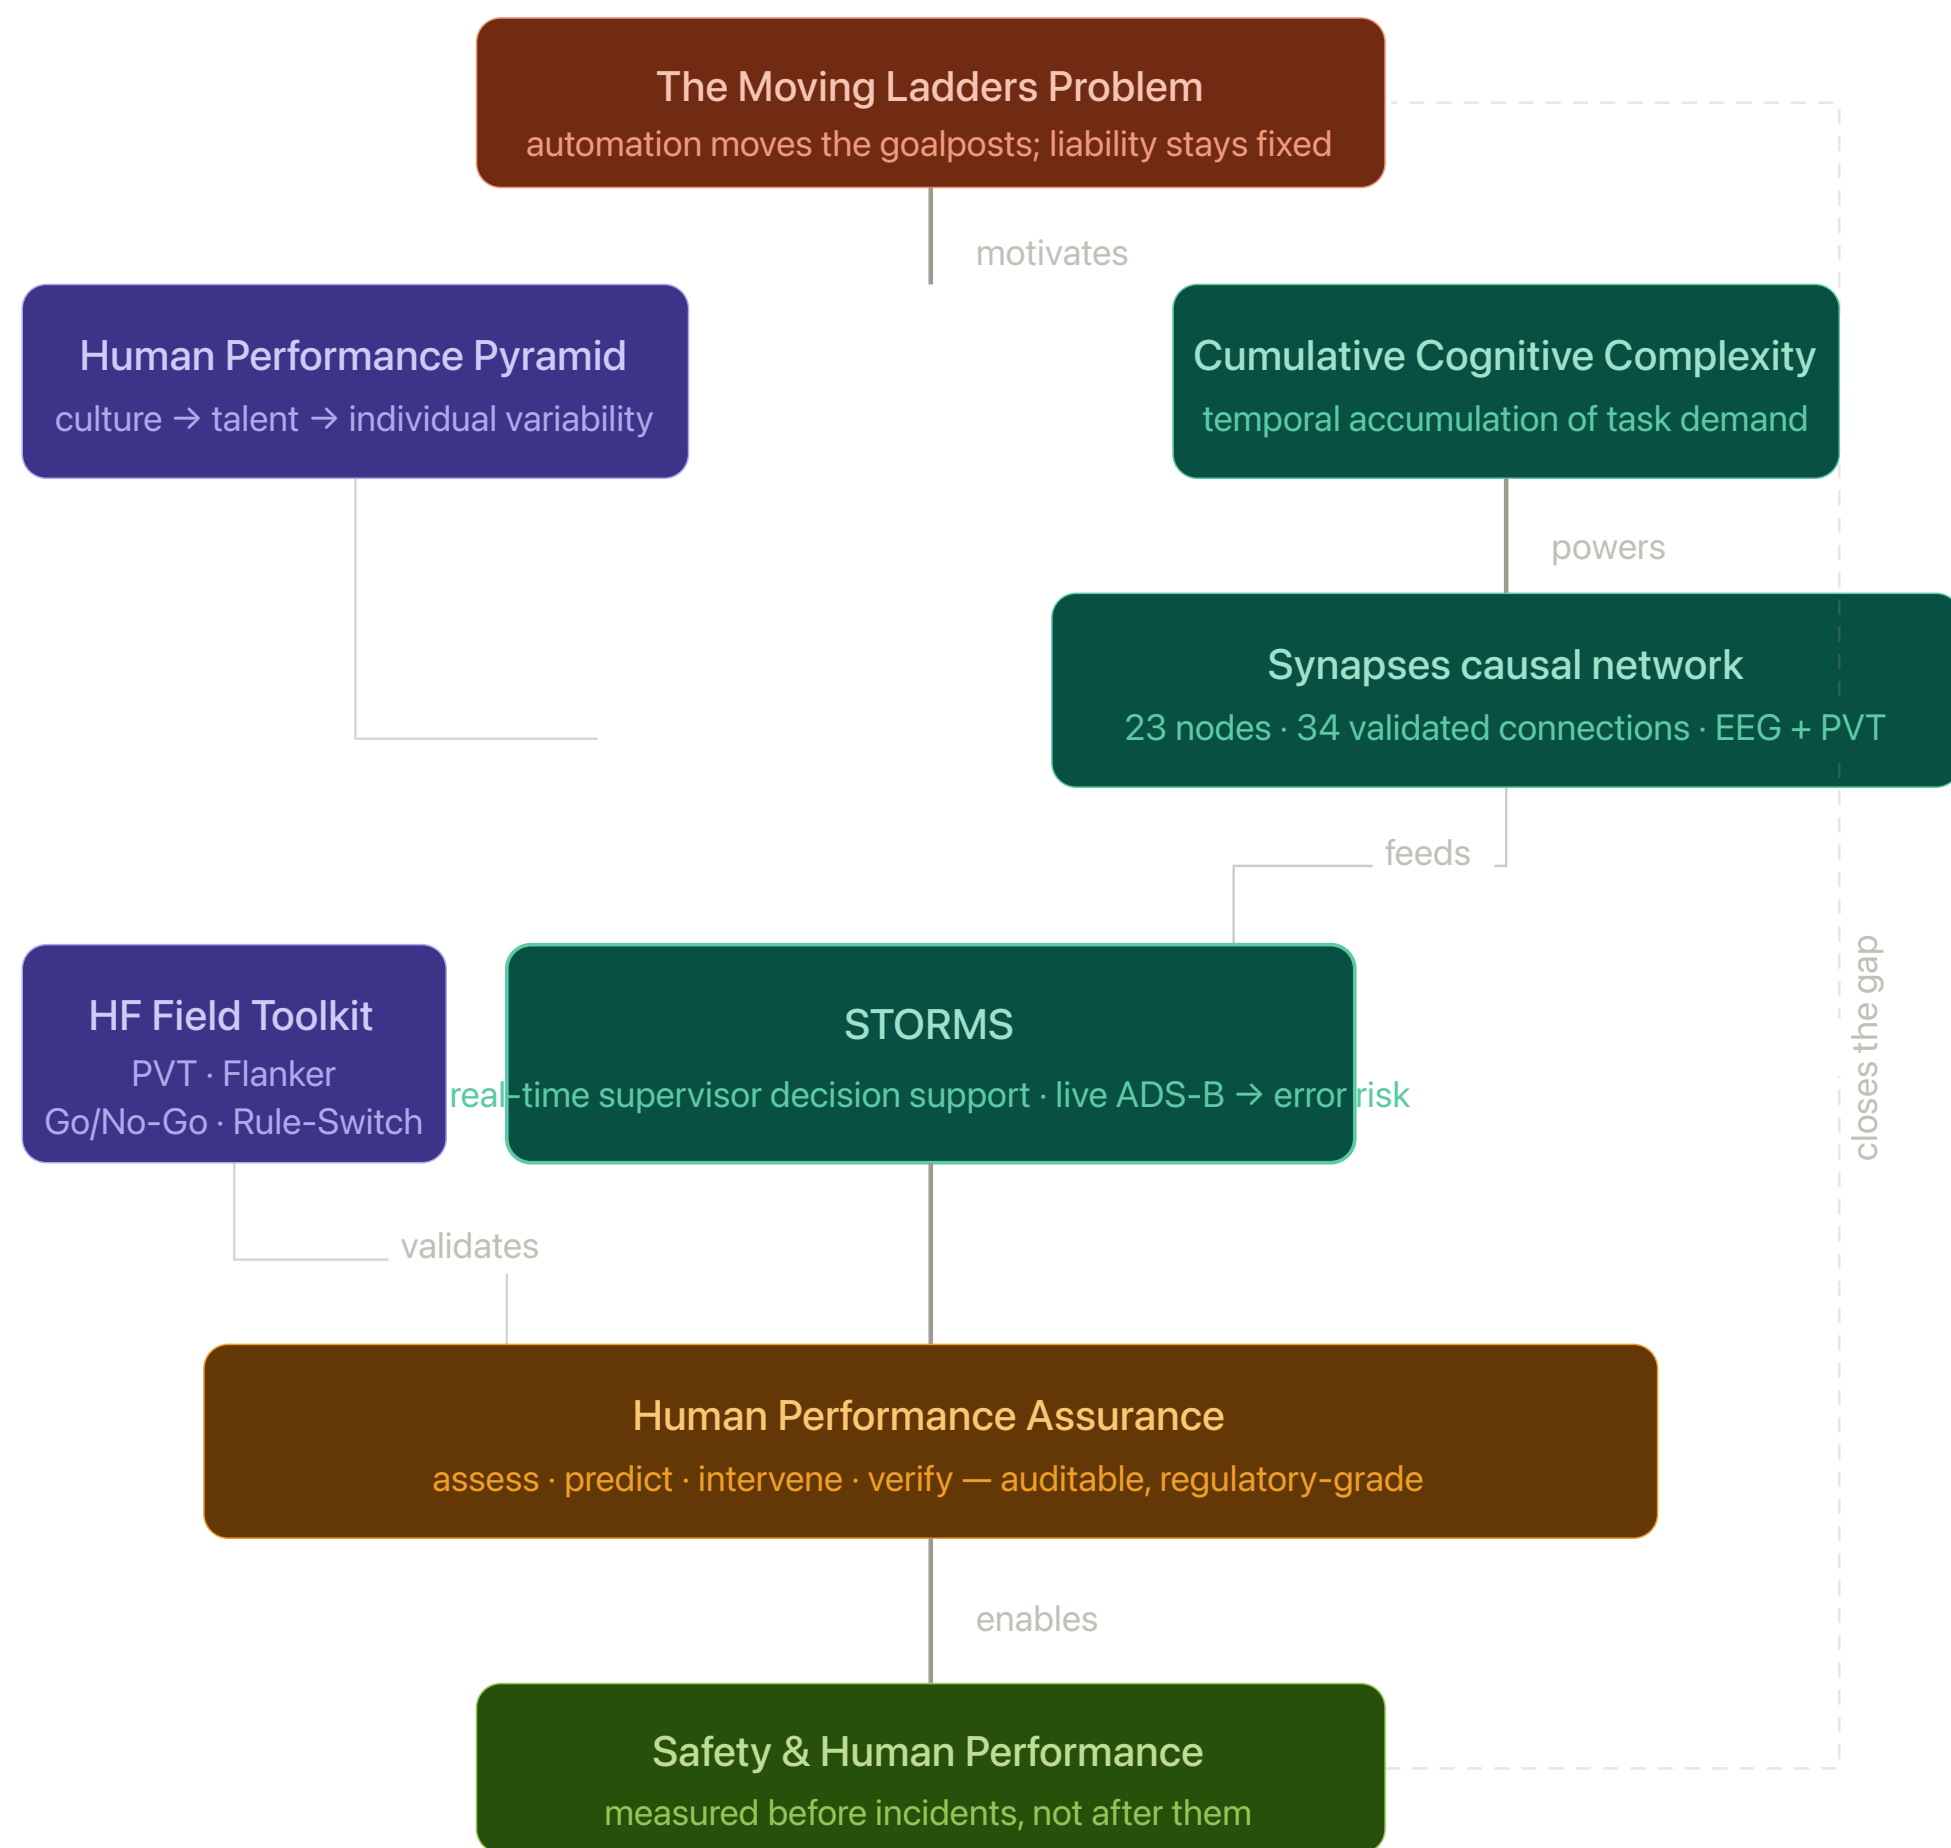 The Moving Ladders Problem
automation moves the goalposts; liability stays fixed
motivates
Human Performance Pyramid
culture → talent → individual variability
Cumulative Cognitive Complexity
temporal accumulation of task demand
powers
Synapses causal network
23 nodes · 34 validated connections · EEG + PVT
feeds
HF Field Toolkit
PVT · Flanker
Go/No-Go · Rule-Switch
STORMS
real-time supervisor decision support · live ADS-B → error risk
closes the gap
validates
Human Performance Assurance
assess · predict · intervene · verify — auditable, regulatory-grade
enables
Safety & Human Performance
measured before incidents, not after them